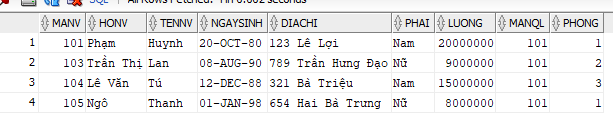 SQL | All Rows Fetched: 4 in 0.002 seconds
MANV HONV TENNV NGAYSINH DIACHI PHAI LUONG MANQL PHONG
1 101 Phạm Huynh 20-OCT-80 123 Lê Lợi Nam 20000000 101 1
2 103 Trần Thị Lan 08-AUG-90 789 Trần Hưng Đạo Nữ 9000000 101 2
3 104 Lê Văn Tú 12-DEC-88 321 Bà Triệu Nam 15000000 101 3
4 105 Ngô Thanh 01-JAN-98 654 Hai Bà Trưng Nữ 8000000 101 1